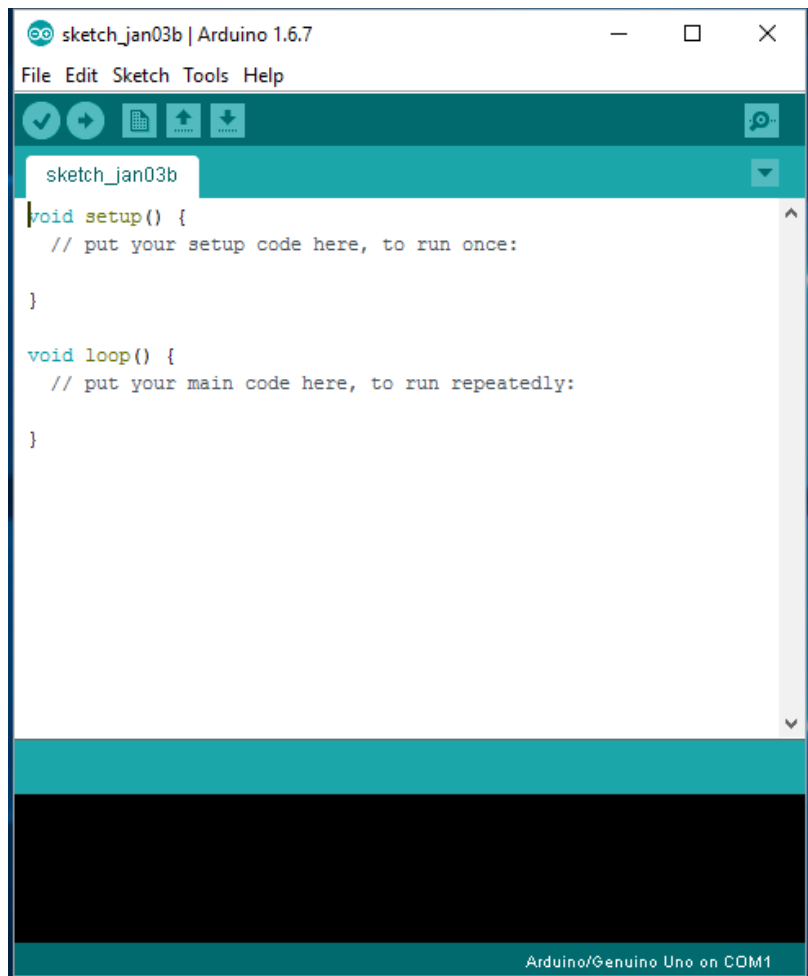 sketch_jan03b | Arduino 1.6.7
File Edit Sketch Tools Help
sketch_jan03b
void setup() {
  // put your setup code here, to run once:
}
void loop() {
  // put your main code here, to run repeatedly:
}
Arduino/Genuino Uno on COM1